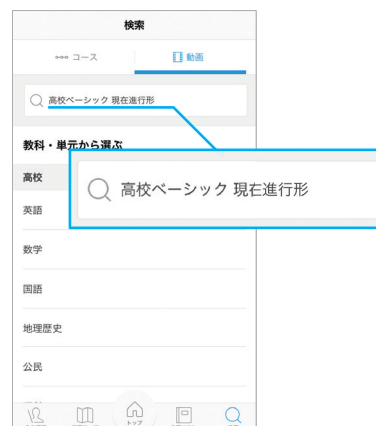 検索
コース
動画
高校ベーシック 現在進行形
教科・単元から選ぶ
高校
高校ベーシック 現在進行形
英語
数学
国語
地理歴史
公民
トップ